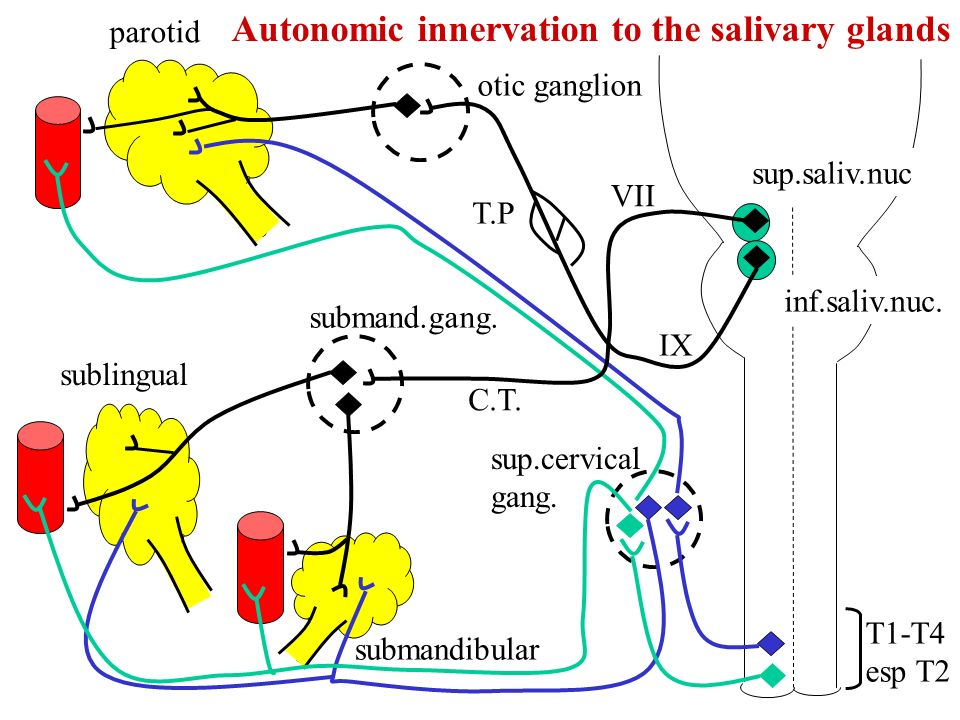 parotid
Autonomic innervation to the salivary glands
otic ganglion
sup.saliv.nuc
VII
T.P
inf.saliv.nuc.
submand.gang.
IX
sublingual
C.T.
sup.cervical
gang.
T1-T4
submandibular
esp T2